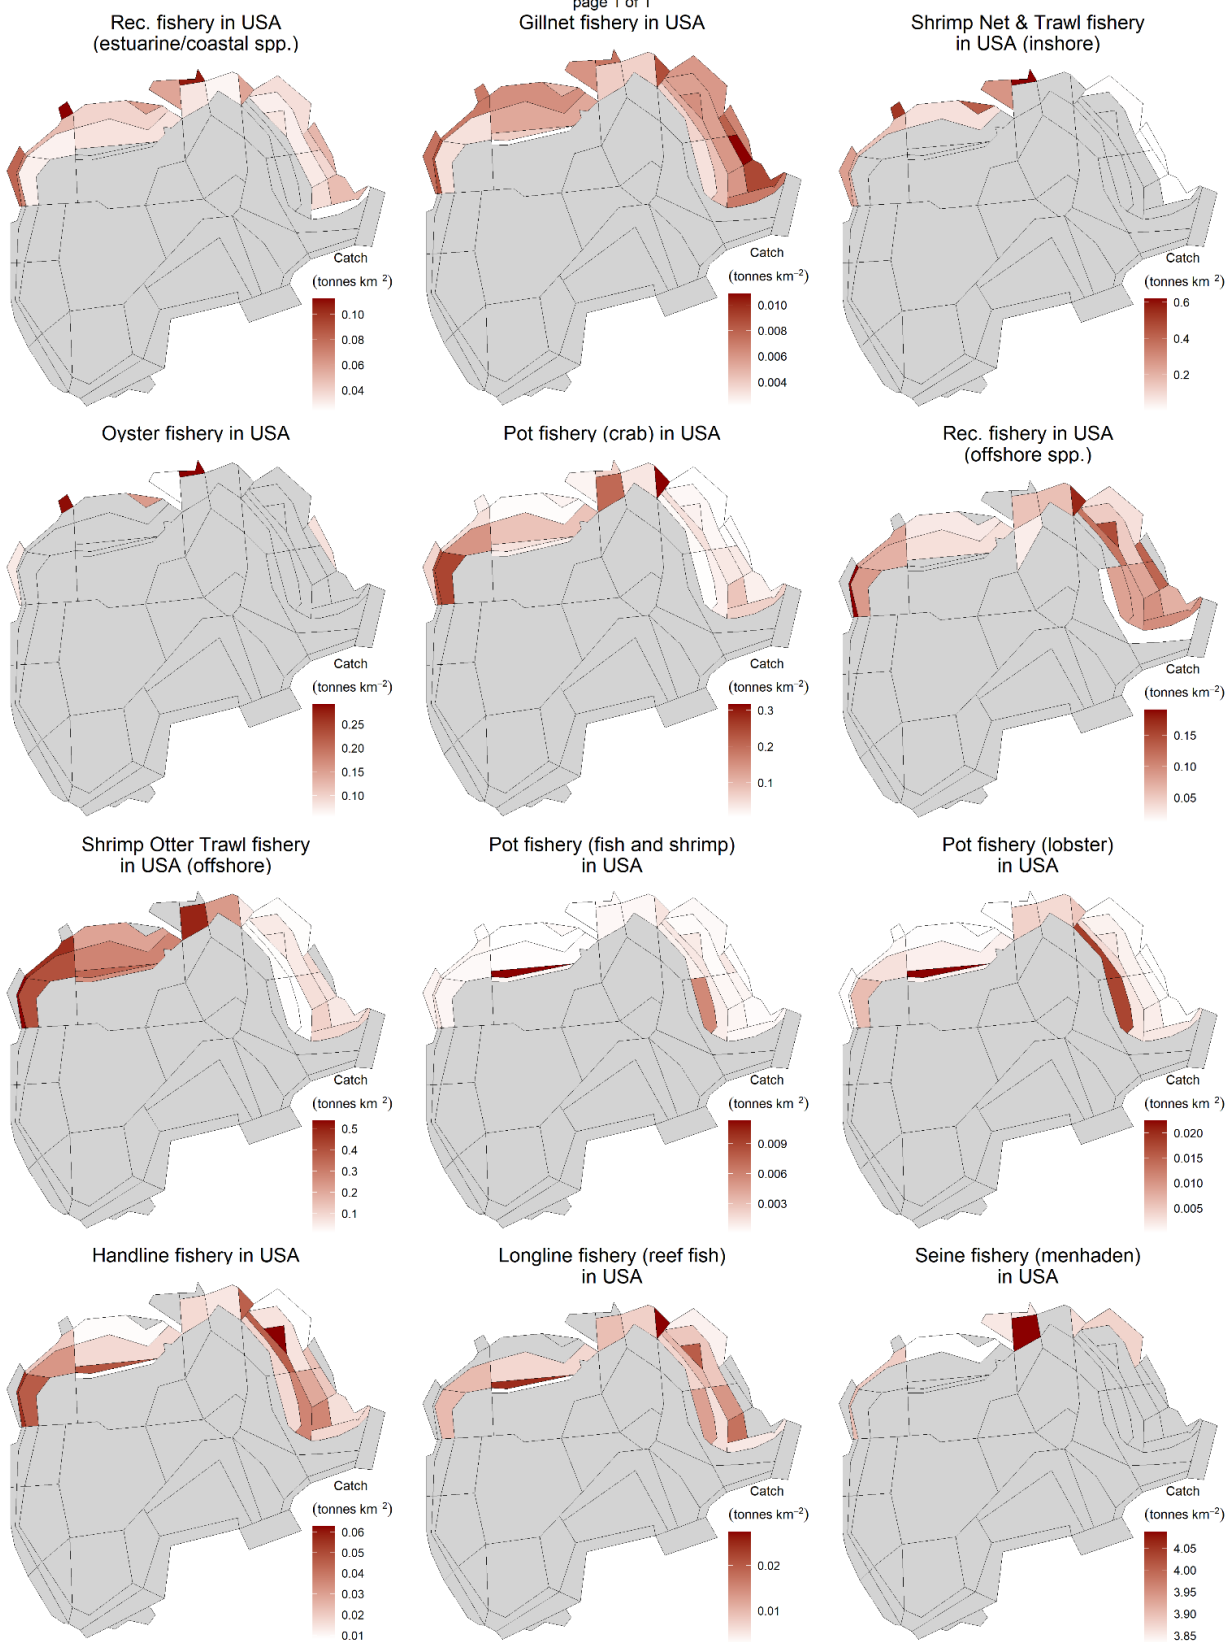 page 1 of 1
Rec. fishery in USA
(estuarine/coastal spp.)
Catch
(tonnes km⁻²)
0.10
0.08
0.06
0.04
Gillnet fishery in USA
Catch
(tonnes km⁻²)
0.010
0.008
0.006
0.004
Shrimp Net & Trawl fishery
in USA (inshore)
Catch
(tonnes km⁻²)
0.6
0.4
0.2
Oyster fishery in USA
Catch
(tonnes km⁻²)
0.25
0.20
0.15
0.10
Pot fishery (crab) in USA
Catch
(tonnes km⁻²)
0.3
0.2
0.1
Rec. fishery in USA
(offshore spp.)
Catch
(tonnes km⁻²)
0.15
0.10
0.05
Shrimp Otter Trawl fishery
in USA (offshore)
Catch
(tonnes km⁻²)
0.5
0.4
0.3
0.2
0.1
Pot fishery (fish and shrimp)
in USA
Catch
(tonnes km⁻²)
0.009
0.006
0.003
Pot fishery (lobster)
in USA
Catch
(tonnes km⁻²)
0.020
0.015
0.010
0.005
Handline fishery in USA
Catch
(tonnes km⁻²)
0.06
0.05
0.04
0.03
0.02
0.01
Longline fishery (reef fish)
in USA
Catch
(tonnes km⁻²)
0.02
0.01
Seine fishery (menhaden)
in USA
Catch
(tonnes km⁻²)
4.05
4.00
3.95
3.90
3.85